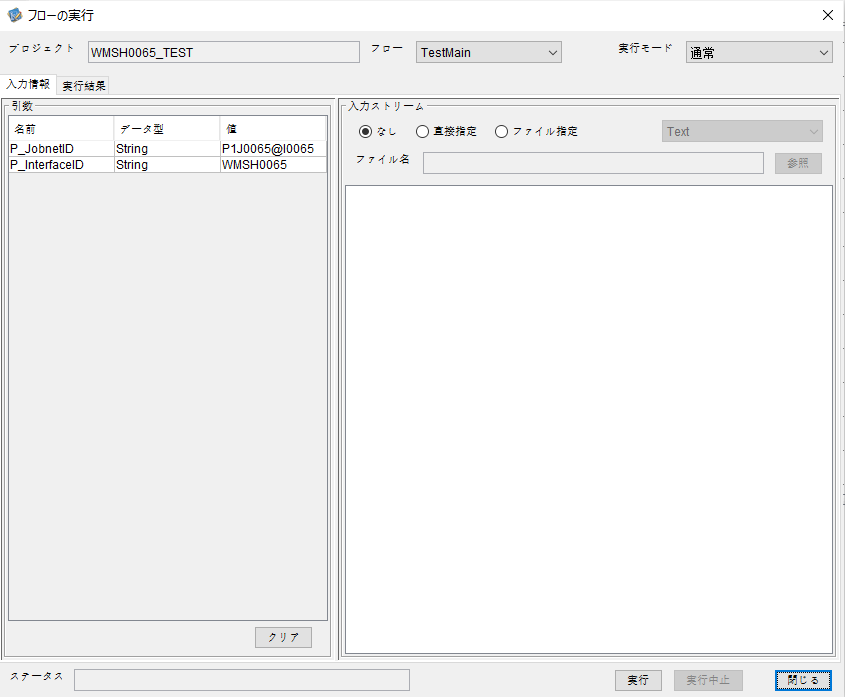 フローの実行
プロジェクト WMSH0065_TEST フロー TestMain 実行モード 通常
入力情報 実行結果
引数
名前 データ型 値
P_JobnetID String P1J0065@I0065
P_InterfaceID String WMSH0065
クリア
入力ストリーム
なし 直接指定 ファイル指定 Text
ファイル名 参照
ステータス 実行 実行中止 閉じる